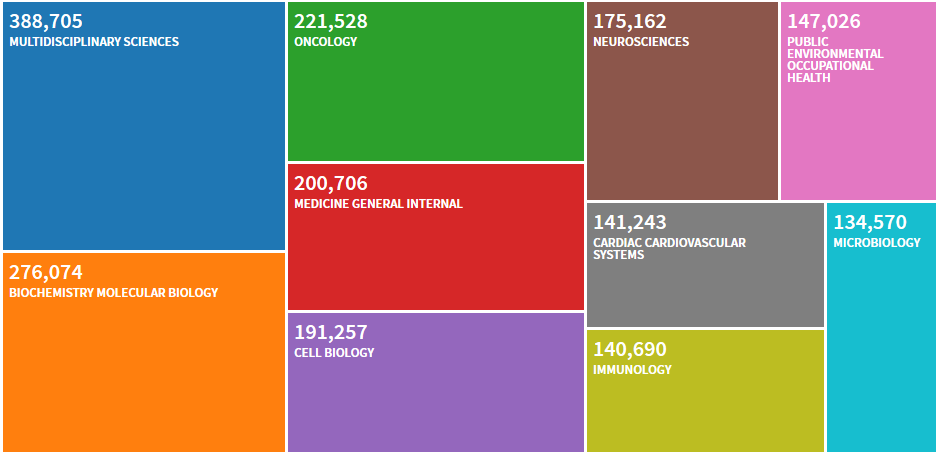 388,705
MULTIDISCIPLINARY SCIENCES
276,074
BIOCHEMISTRY MOLECULAR BIOLOGY
221,528
ONCOLOGY
200,706
MEDICINE GENERAL INTERNAL
191,257
CELL BIOLOGY
175,162
NEUROSCIENCES
147,026
PUBLIC
ENVIRONMENTAL
OCCUPATIONAL
HEALTH
141,243
CARDIAC CARDIOVASCULAR
SYSTEMS
140,690
IMMUNOLOGY
134,570
MICROBIOLOGY